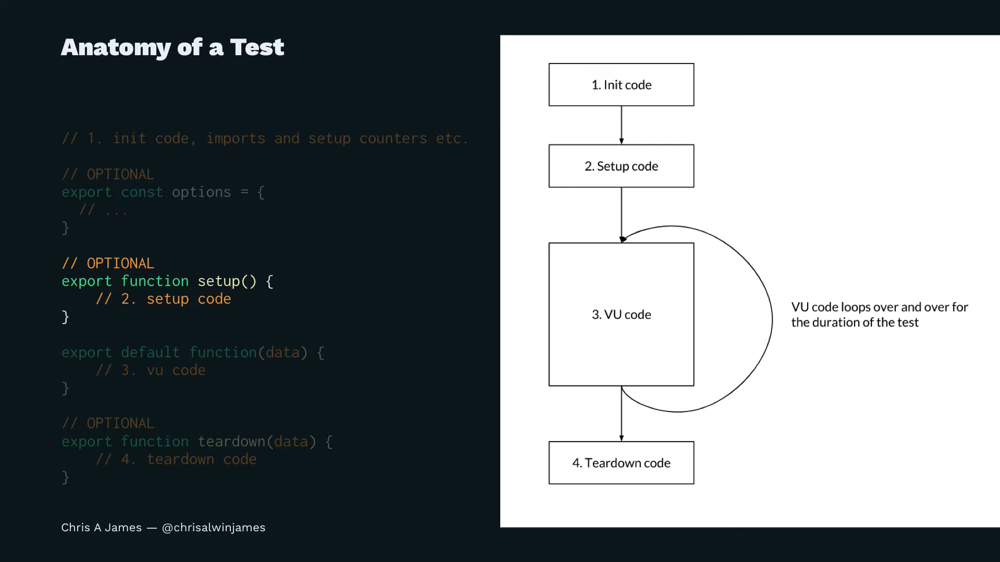 Anatomy of a Test
// 1. init code, imports and setup counters etc.
// OPTIONAL
export const options = {
  // ...
}
// OPTIONAL
export function setup() {
    // 2. setup code
}
export default function(data) {
    // 3. vu code
}
// OPTIONAL
export function teardown(data) {
    // 4. teardown code
}
Chris A James — @chrisalwinjames
1. Init code
2. Setup code
3. VU code
VU code loops over and over for
the duration of the test
4. Teardown code